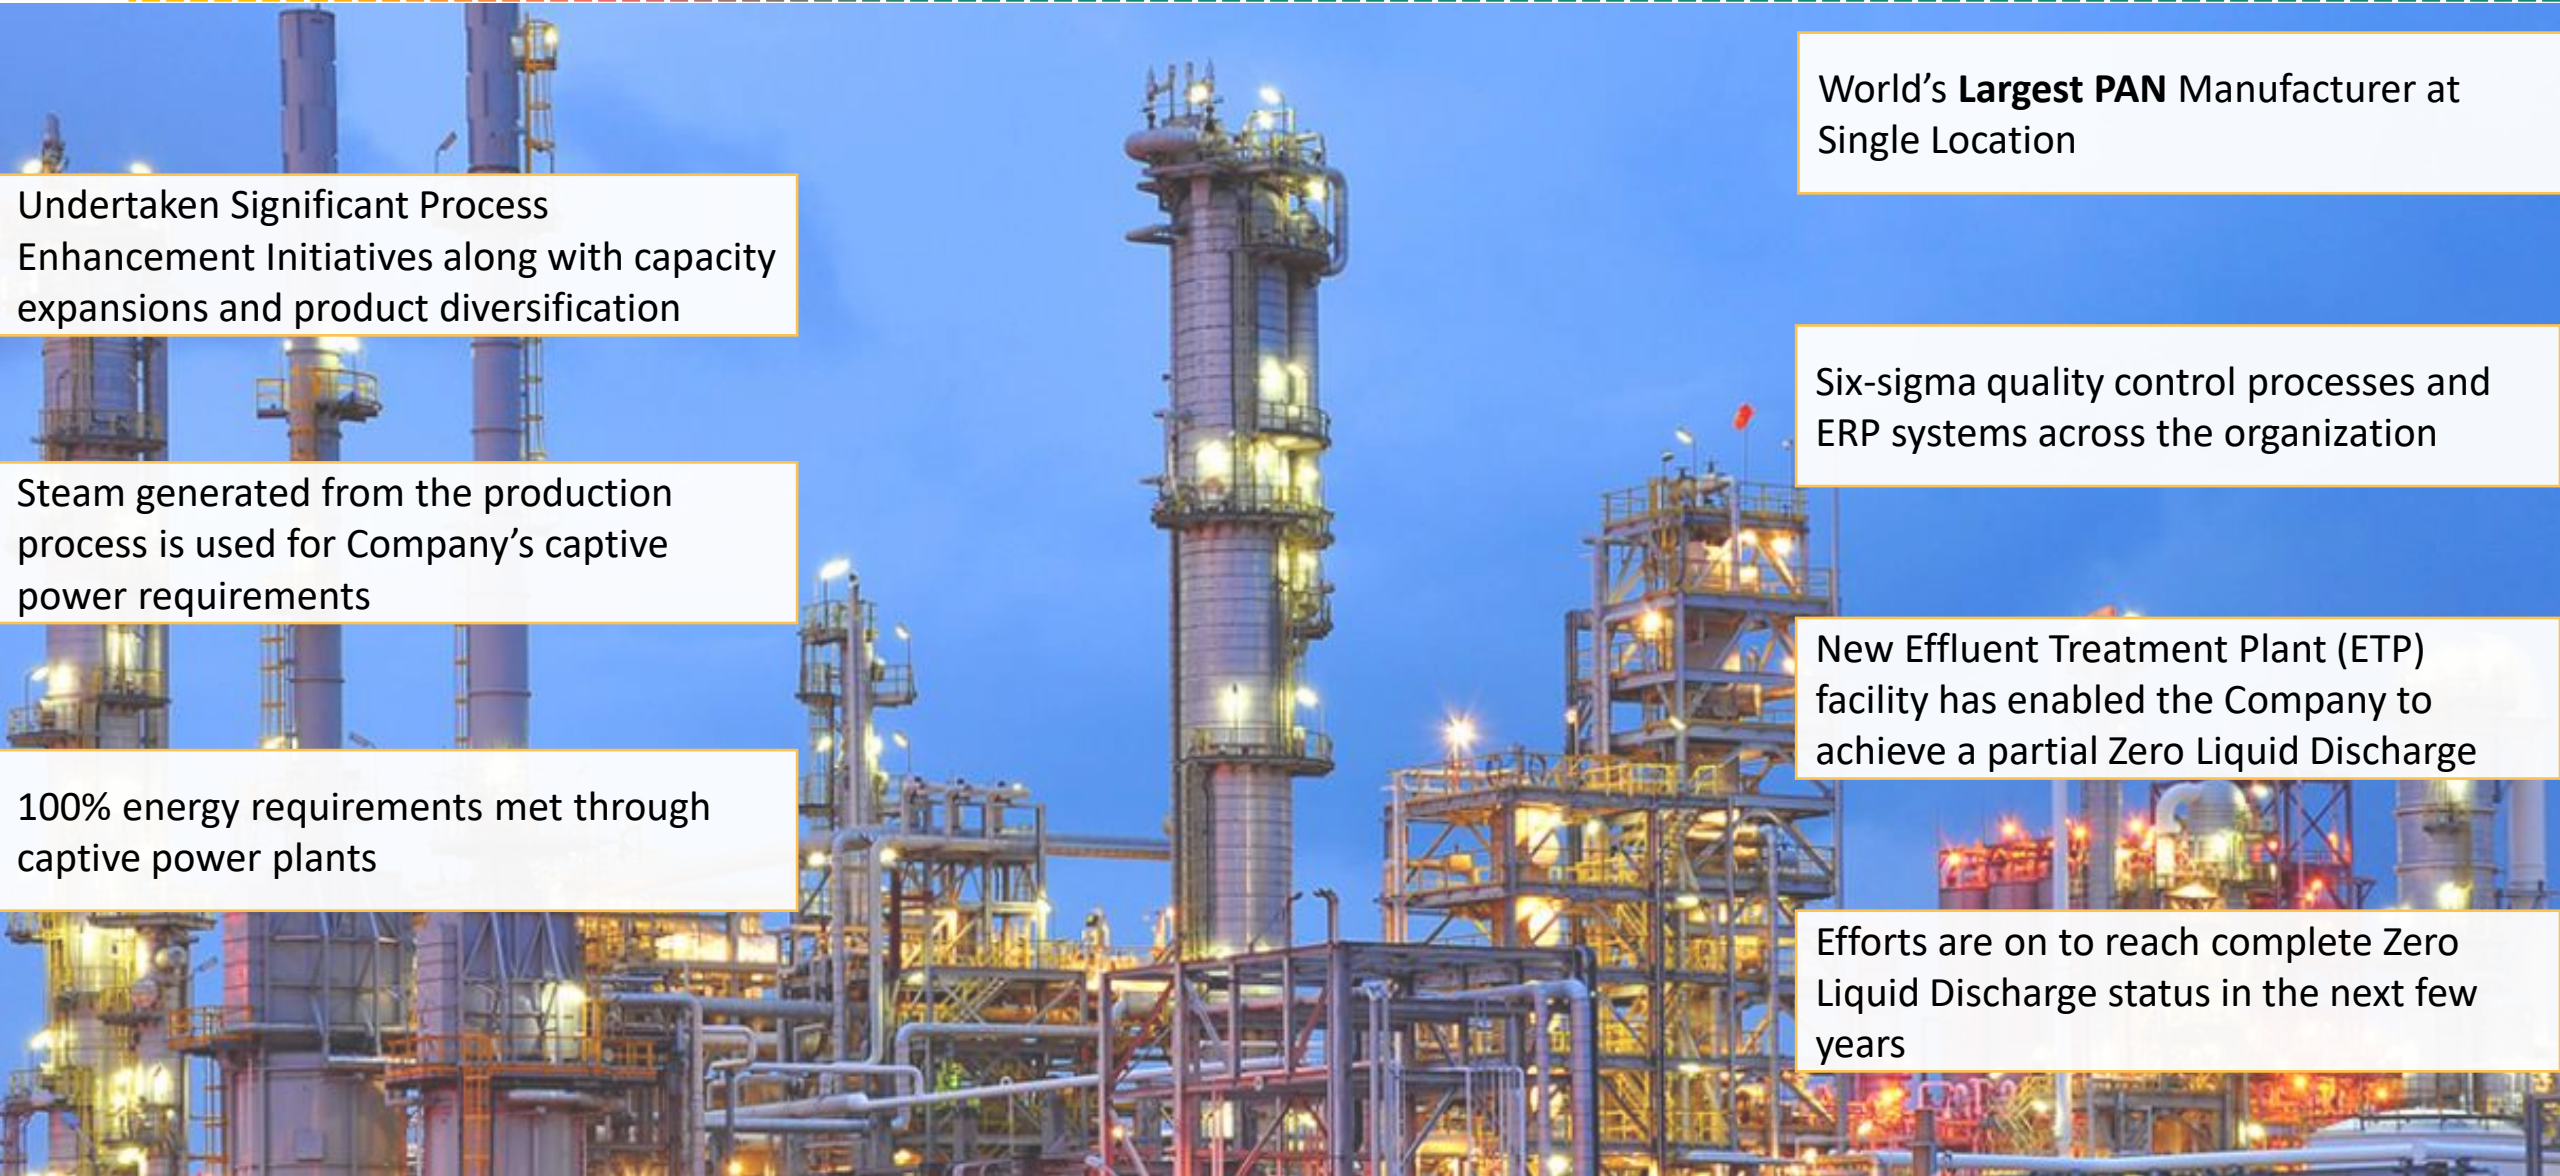 Undertaken Significant Process
Enhancement Initiatives along with capacity
expansions and product diversification
Steam generated from the production
process is used for Company’s captive
power requirements
100% energy requirements met through
captive power plants
World’s Largest PAN Manufacturer at
Single Location
Six-sigma quality control processes and
ERP systems across the organization
New Effluent Treatment Plant (ETP)
facility has enabled the Company to
achieve a partial Zero Liquid Discharge
Efforts are on to reach complete Zero
Liquid Discharge status in the next few
years